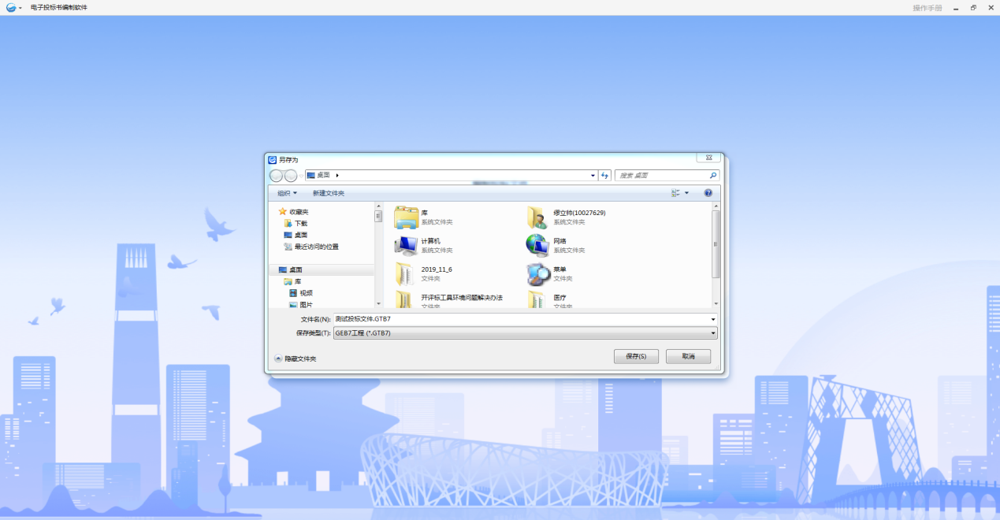 电子投标书编制软件
操作手册
另存为
桌面
搜索 桌面
组织
新建文件夹
收藏夹
下载
桌面
最近访问的位置
桌面
库
视频
图片
库
系统文件夹
缪立帅(10027629)
系统文件夹
计算机
系统文件夹
网络
系统文件夹
2019_11_6
文件夹
菜单
文件夹
开评标工具环境问题解决办法
文件夹
医疗
文件夹
文件名(N): 测试投标文件.GTB7
保存类型(T): GEB7工程 (*.GTB7)
隐藏文件夹
保存(S)
取消